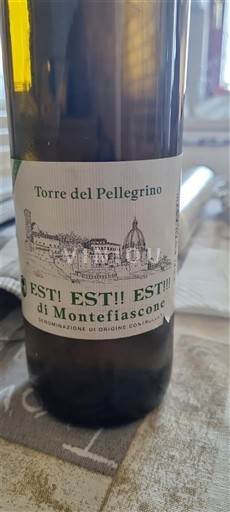 Torre del Pellegrino
EST! EST!! EST!!!
di Montefiascone
DENOMINAZIONE DI ORIGINE CONTROLLATA